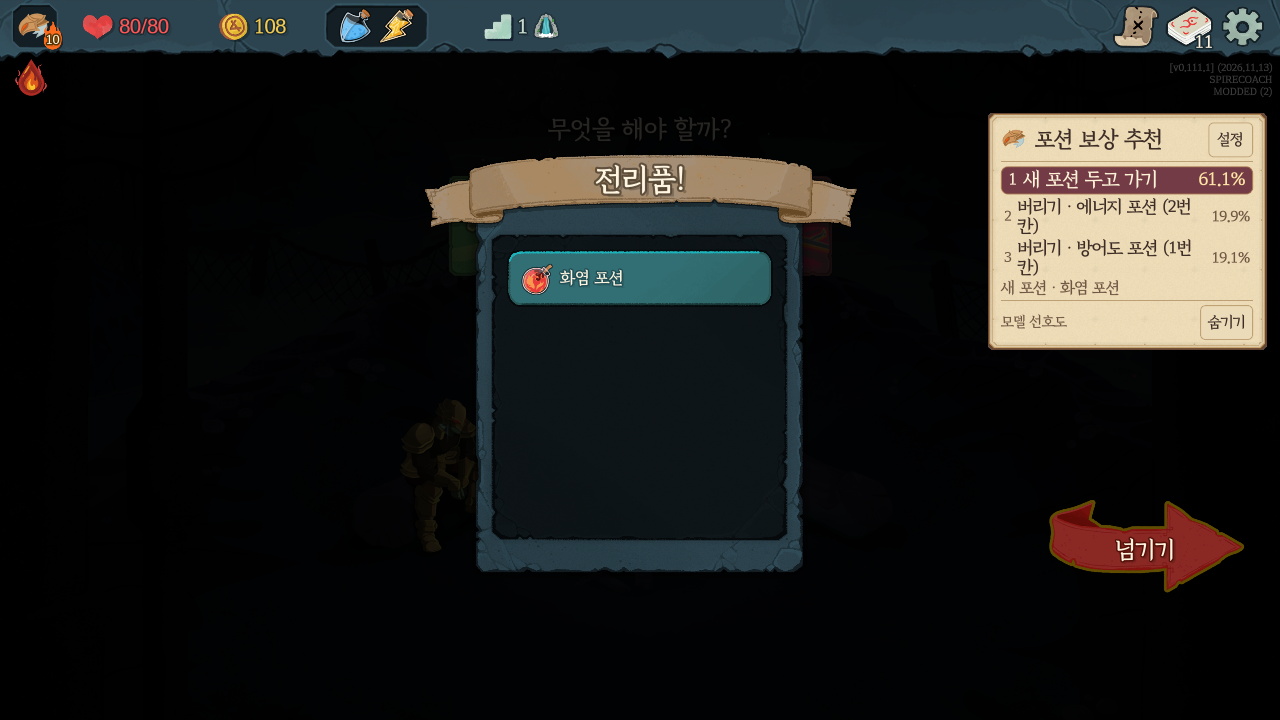 10
80/80
108
1
11
[v0.111.1] (2026.11.13)
SPIRECOACH
MODDED (2)
무엇을 해야 할까?
전리품!
화염 포션
포션 보상 추천
설정
1 새 포션 두고 가기 61.1%
2 버리기 · 에너지 포션 (2번 칸) 19.9%
3 버리기 · 방어도 포션 (1번 칸) 19.1%
새 포션 · 화염 포션
모델 선호도
숨기기
넘기기